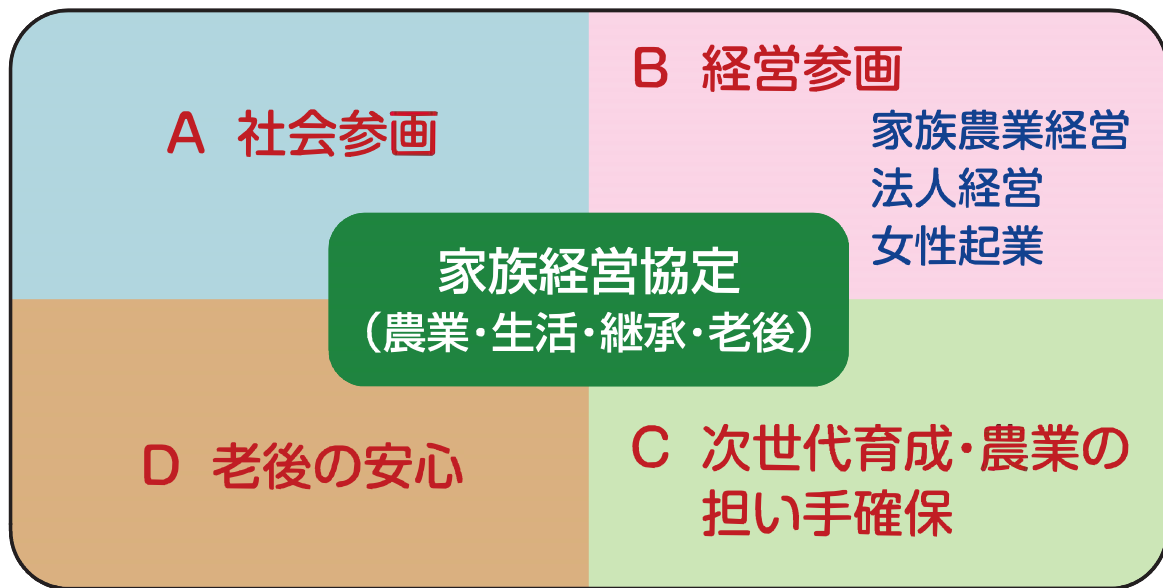 A 社会参画
B 経営参画
家族農業経営
法人経営
女性起業
家族経営協定
（農業・生活・継承・老後）
D 老後の安心
C 次世代育成・農業の
担い手確保